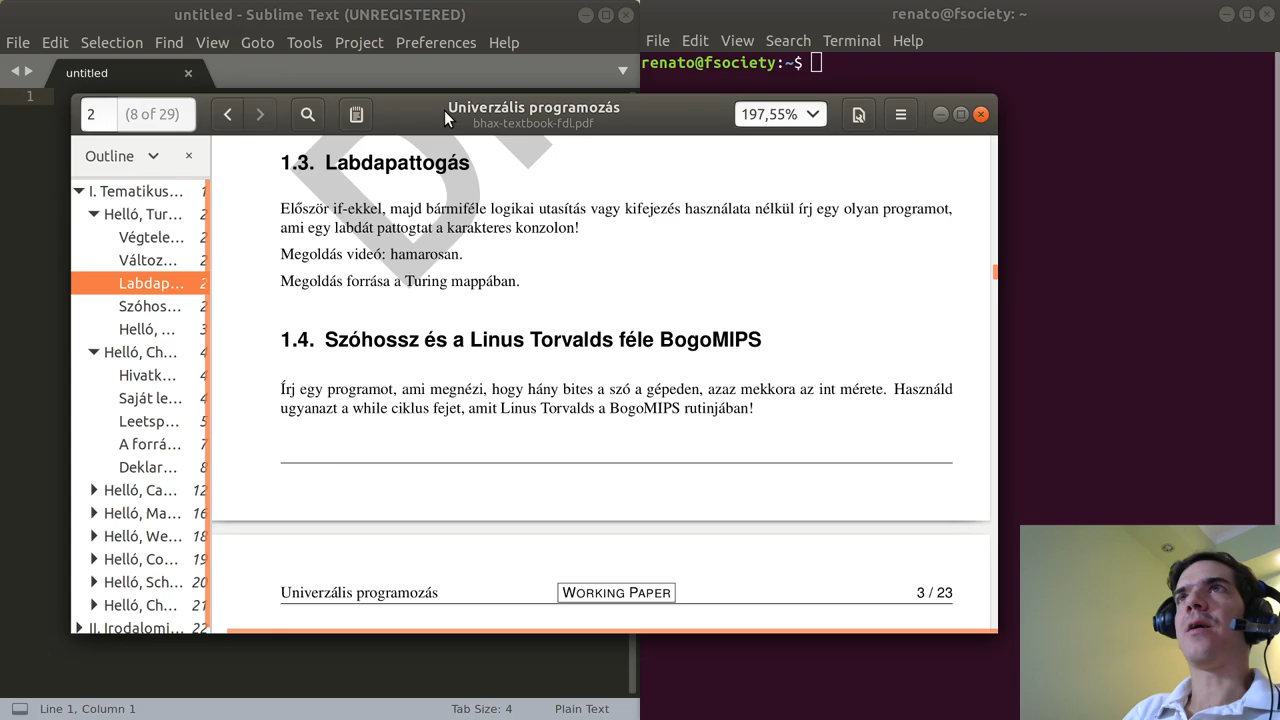 untitled - Sublime Text (UNREGISTERED)
File Edit Selection Find View Goto Tools Project Preferences Help
untitled
1
renato@fsociety: ~
File Edit View Search Terminal Help
renato@fsociety:~$
2 (8 of 29)
Univerzális programozás
bhax-textbook-fdl.pdf
197,55%
Outline
I. Tematikus... 1
Helló, Tur... 2
Végtele... 2
Változ... 2
Labdap... 2
Szóhos... 2
Helló, ... 3
Helló, Ch... 4
Hivatk... 4
Saját le... 4
Leetsp... 5
A forrá... 7
Deklar... 8
Helló, Ca... 12
Helló, Ma... 16
Helló, We... 18
Helló, Co... 19
Helló, Sch... 20
Helló, Ch... 21
II. Irodalomi... 22
1.3. Labdapattogás
Először if-ekkel, majd bármiféle logikai utasítás vagy kifejezés használata nélkül írj egy olyan programot,
ami egy labdát pattogtat a karakteres konzolon!
Megoldás videó: hamarosan.
Megoldás forrása a Turing mappában.
1.4. Szóhossz és a Linus Torvalds féle BogoMIPS
Írj egy programot, ami megnézi, hogy hány bites a szó a gépeden, azaz mekkora az int mérete. Használd
ugyanazt a while ciklus fejet, amit Linus Torvalds a BogoMIPS rutinjában!
Univerzális programozás WORKING PAPER 3 / 23
Line 1, Column 1 Tab Size: 4 Plain Text